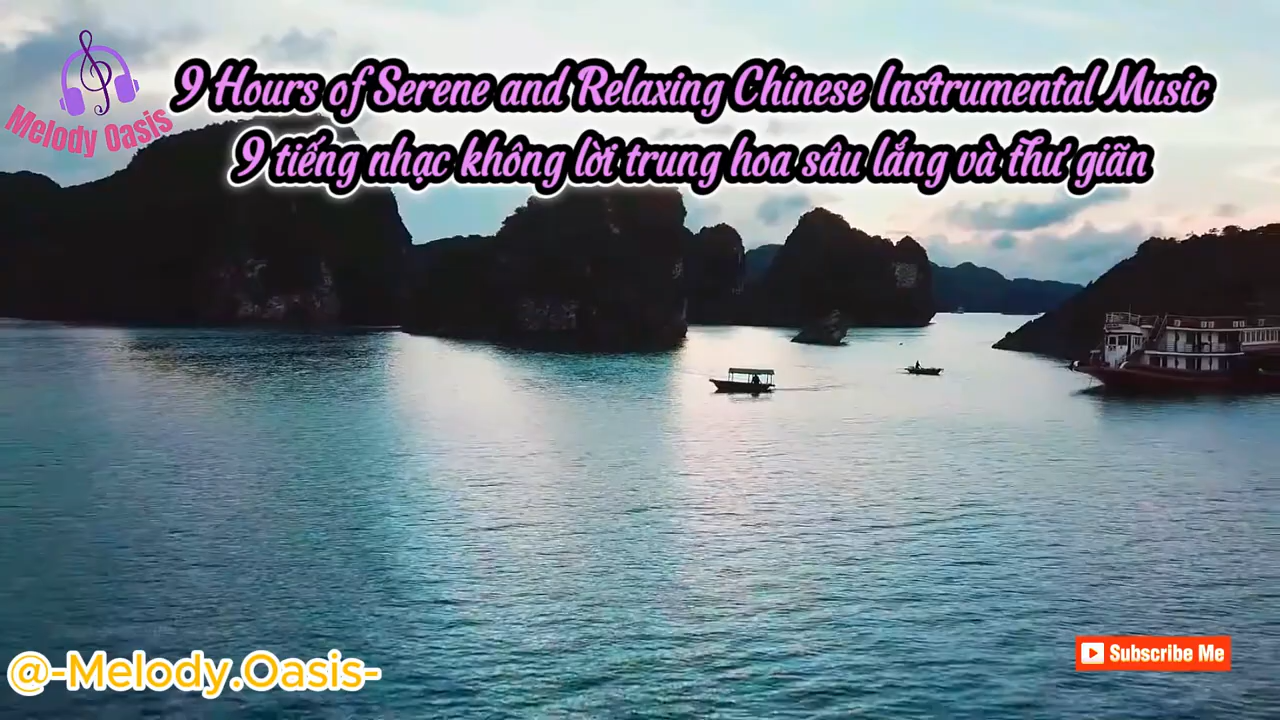 Melody Oasis
9 Hours of Serene and Relaxing Chinese Instrumental Music
9 tiếng nhạc không lời trung hoa sâu lắng và thư giãn
@-Melody.Oasis-
Subscribe Me